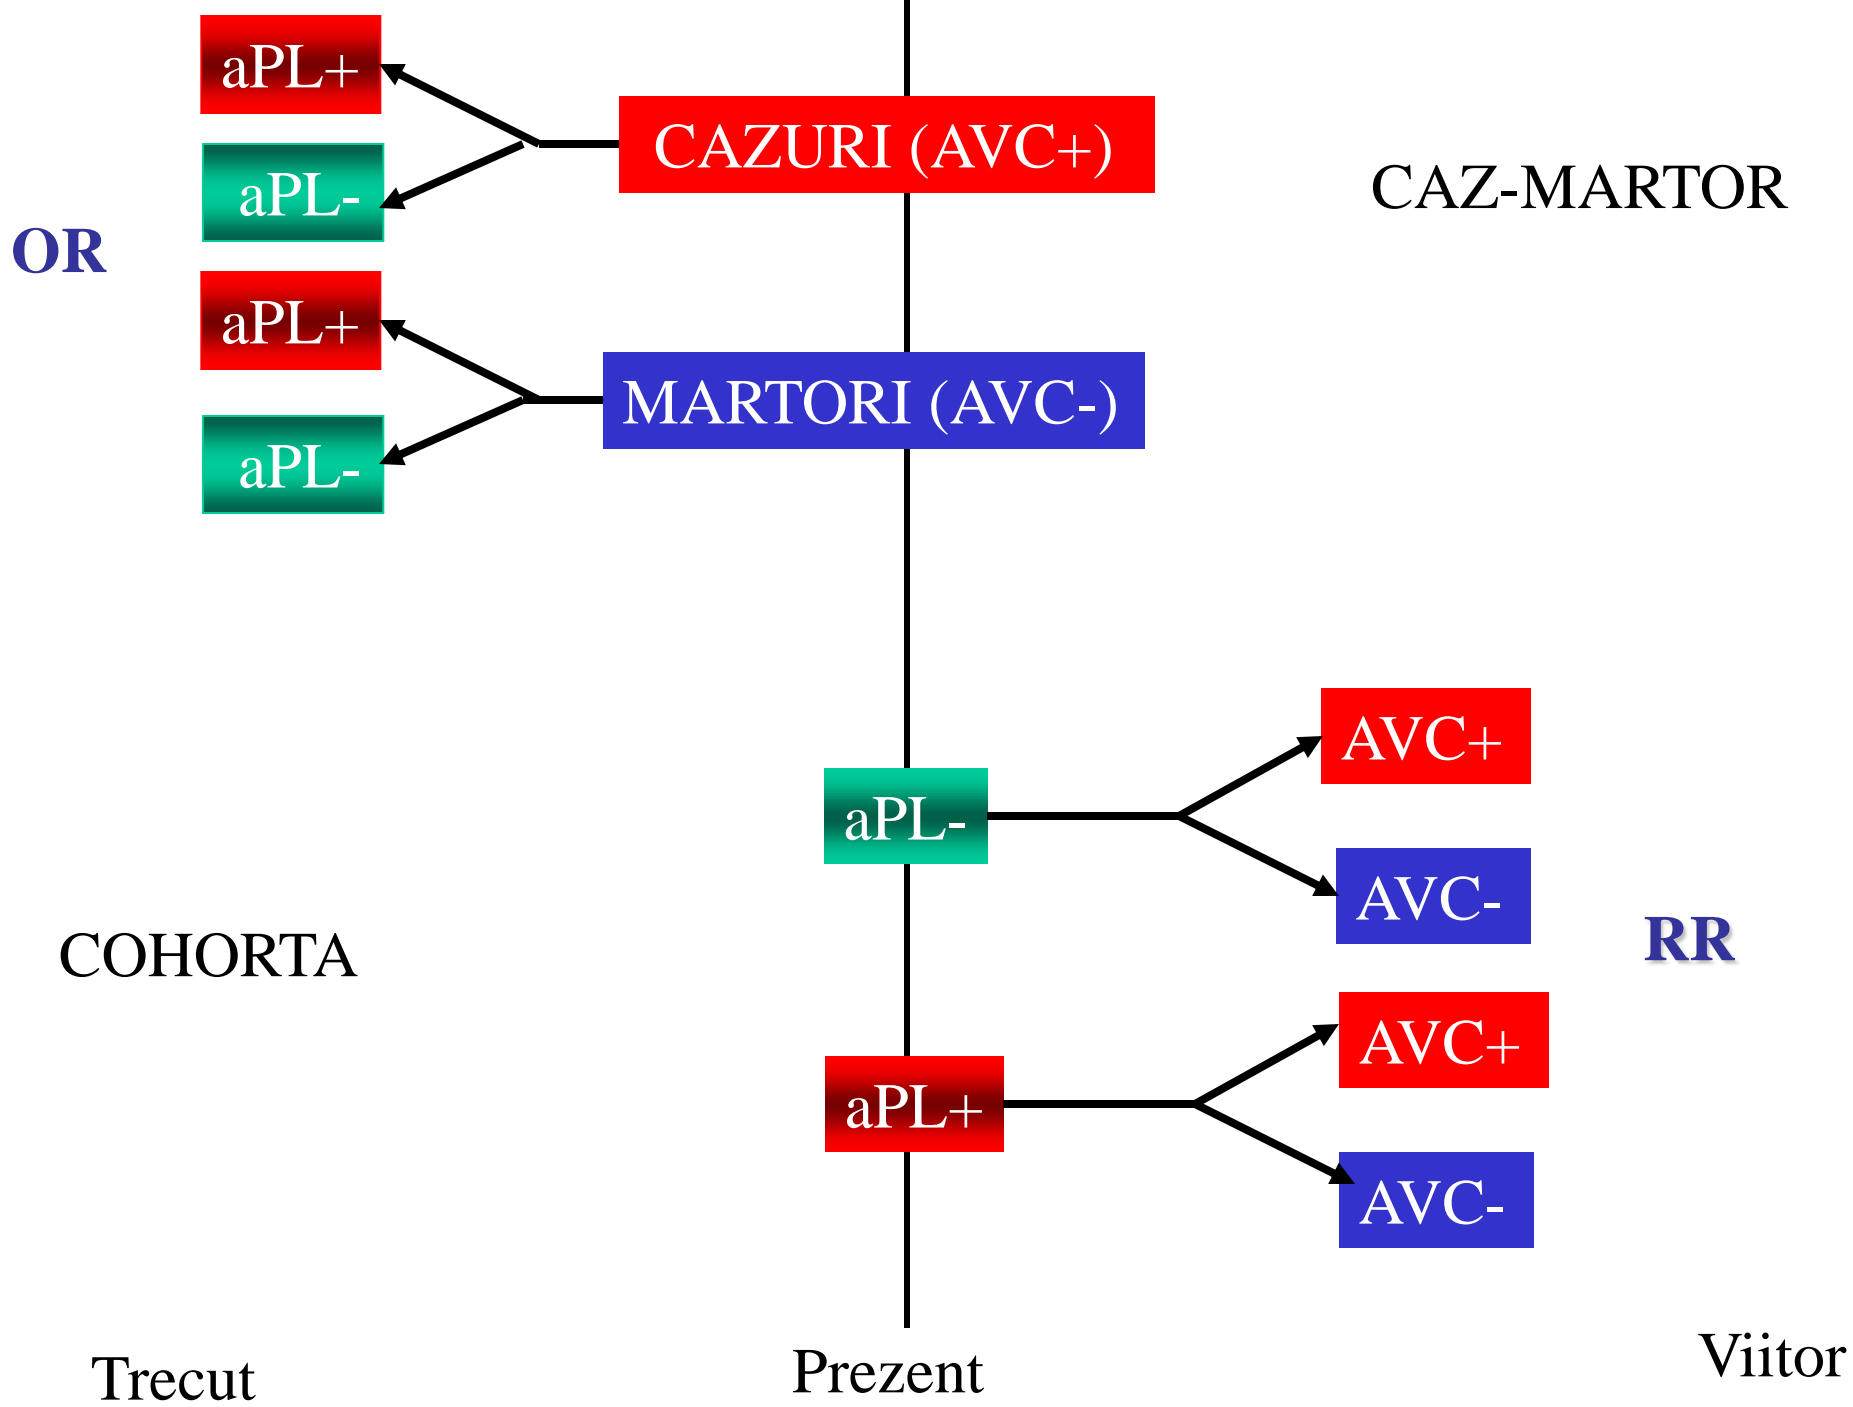 aPL+
CAZURI (AVC+)
CAZ-MARTOR
aPL-
OR
aPL+
MARTORI (AVC-)
aPL-
AVC+
aPL-
AVC-
RR
COHORTA
AVC+
aPL+
AVC-
Trecut
Prezent
Viitor